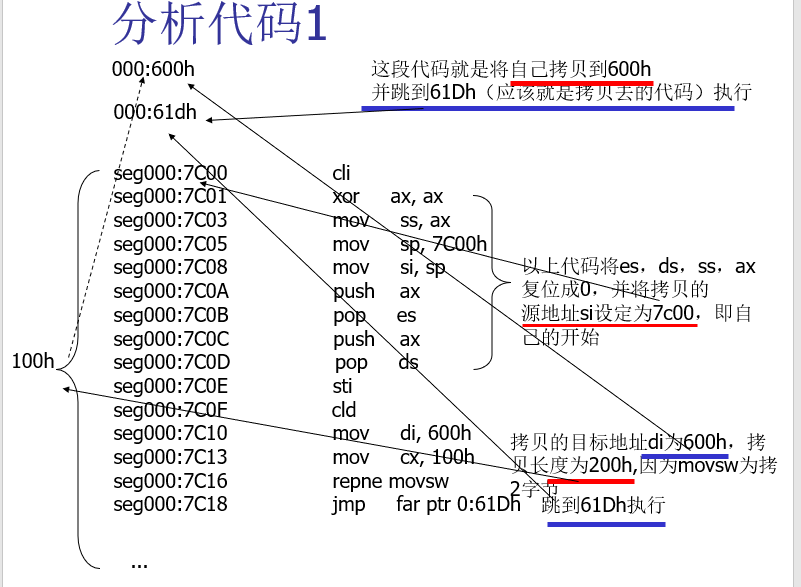 分析代码1
000:600h
这段代码就是将自己拷贝到600h
并跳到61Dh（应该就是拷贝去的代码）执行
000:61dh
seg000:7C00 cli
seg000:7C01 xor ax, ax
seg000:7C03 mov ss, ax
seg000:7C05 mov sp, 7C00h
seg000:7C08 mov si, sp
seg000:7C0A push ax
seg000:7C0B pop es
seg000:7C0C push ax
seg000:7C0D pop ds
seg000:7C0E sti
seg000:7C0F cld
seg000:7C10 mov di, 600h
seg000:7C13 mov cx, 100h
seg000:7C16 repne movsw
seg000:7C18 jmp far ptr 0:61Dh
...
100h
以上代码将es，ds，ss，ax
复位成0，并将拷贝的
源地址si设定为7c00，即自
己的开始
拷贝的目标地址di为600h，拷
贝长度为200h,因为movsw为拷
2字节
跳到61Dh执行